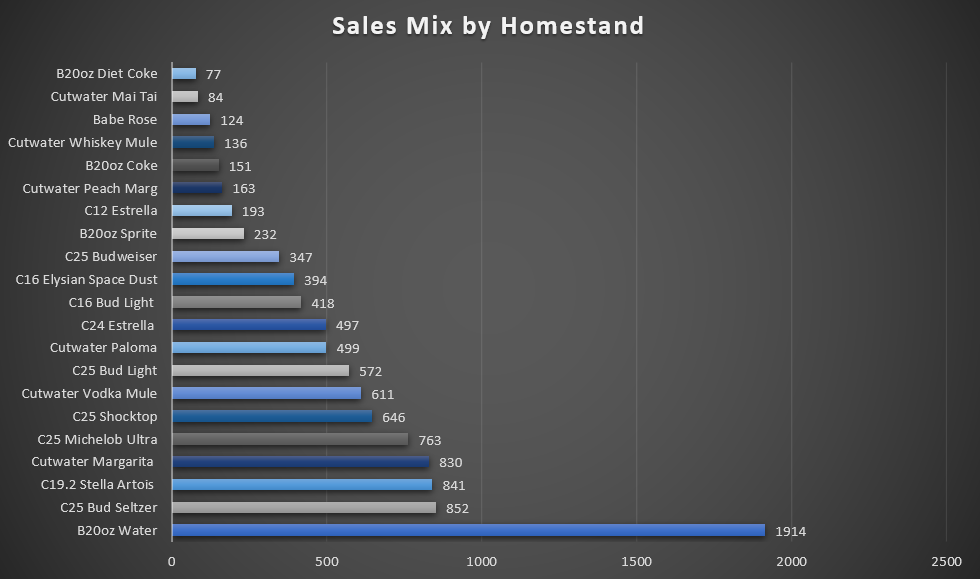 Sales Mix by Homestand
B20oz Diet Coke 77
Cutwater Mai Tai 84
Babe Rose 124
Cutwater Whiskey Mule 136
B20oz Coke 151
Cutwater Peach Marg 163
C12 Estrella 193
B20oz Sprite 232
C25 Budweiser 347
C16 Elysian Space Dust 394
C16 Bud Light 418
C24 Estrella 497
Cutwater Paloma 499
C25 Bud Light 572
Cutwater Vodka Mule 611
C25 Shocktop 646
C25 Michelob Ultra 763
Cutwater Margarita 830
C19.2 Stella Artois 841
C25 Bud Seltzer 852
B20oz Water 1914
0 500 1000 1500 2000 2500